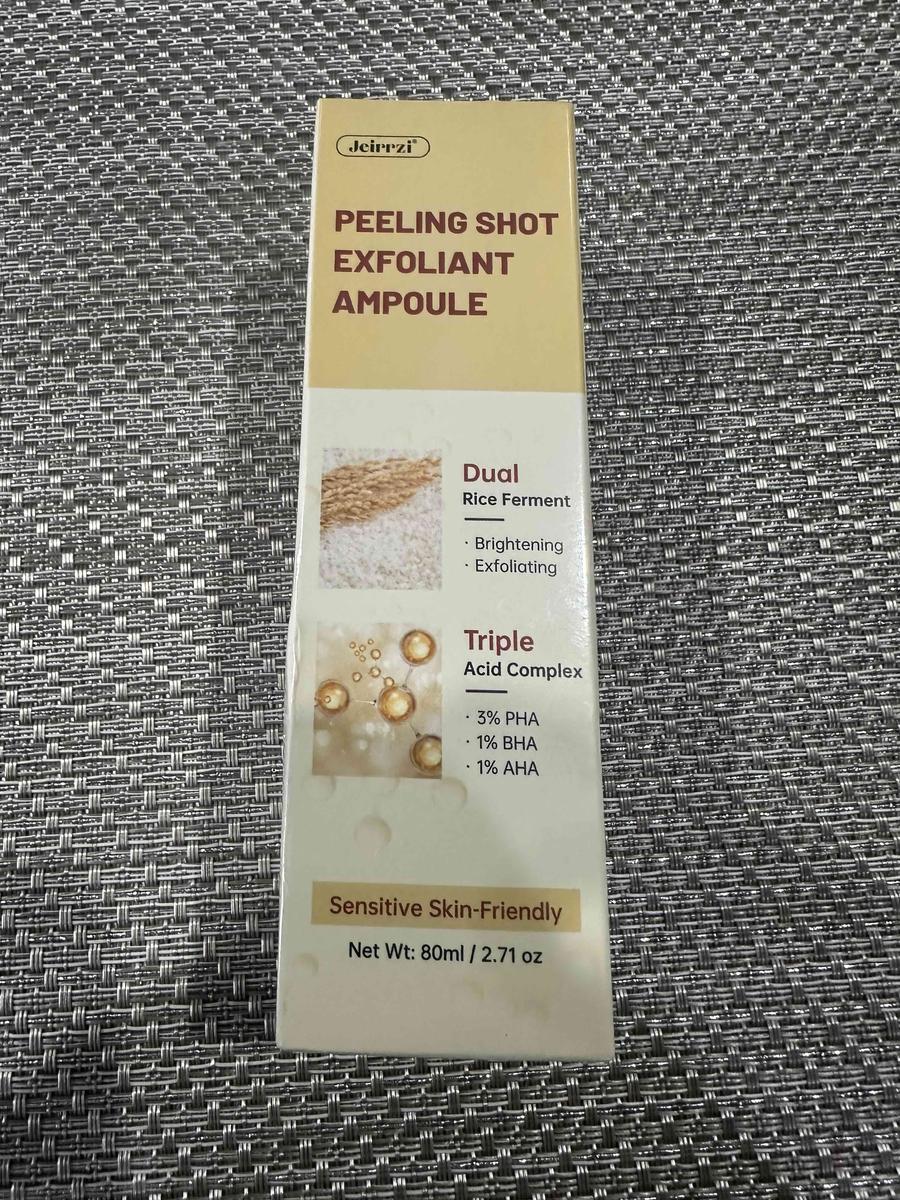 Jeirrzi®
PEELING SHOT
EXFOLIANT
AMPOULE
Dual
Rice Ferment
· Brightening
· Exfoliating
Triple
Acid Complex
· 3% PHA
· 1% BHA
· 1% AHA
Sensitive Skin-Friendly
Net Wt: 80ml / 2.71 oz